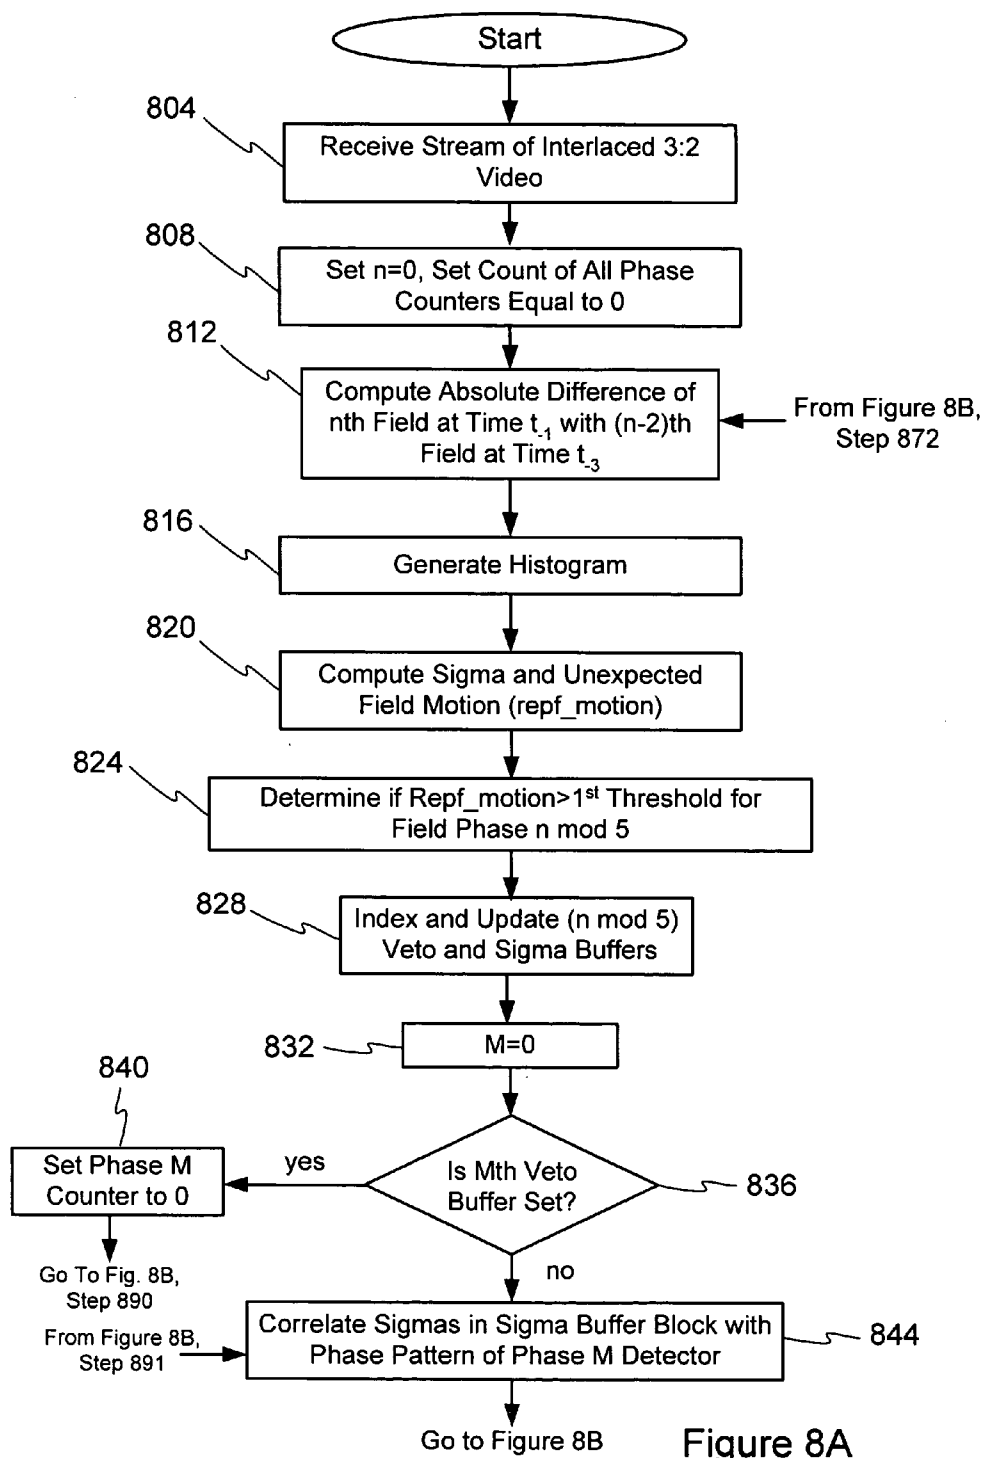 Start
804
Receive Stream of Interlaced 3:2
Video
808
Set n=0, Set Count of All Phase
Counters Equal to 0
812
Compute Absolute Difference of
nth Field at Time t-1 with (n-2)th
Field at Time t-3
From Figure 8B,
Step 872
816
Generate Histogram
820
Compute Sigma and Unexpected
Field Motion (repf_motion)
824
Determine if Repf_motion>1st Threshold for
Field Phase n mod 5
828
Index and Update (n mod 5)
Veto and Sigma Buffers
832
M=0
840
Set Phase M
Counter to 0
yes
Is Mth Veto
Buffer Set?
836
Go To Fig. 8B,
Step 890
no
From Figure 8B,
Step 891
Correlate Sigmas in Sigma Buffer Block with
Phase Pattern of Phase M Detector
844
Go to Figure 8B
Figure 8A